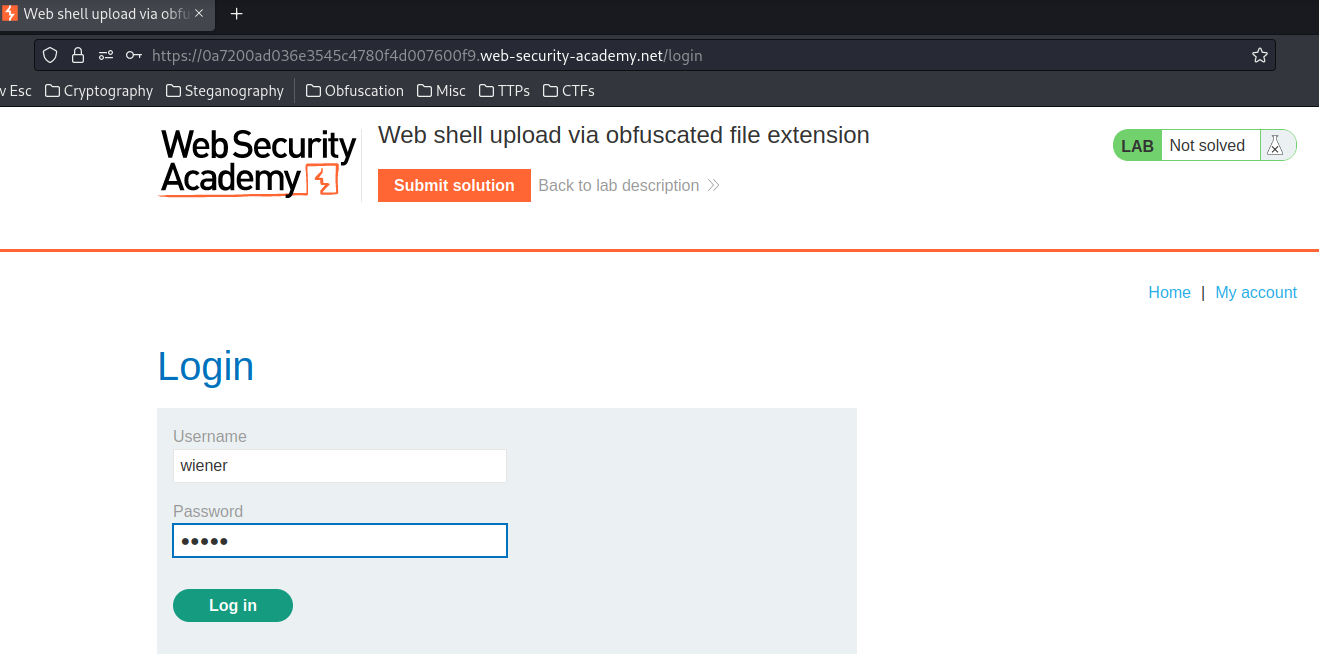 Web shell upload via obfu
https://0a7200ad036e3545c4780f4d007600f9.web-security-academy.net/login
v Esc Cryptography Steganography Obfuscation Misc TTPs CTFs
Web Security
Academy
Web shell upload via obfuscated file extension
LAB Not solved
Submit solution Back to lab description
Home | My account
Login
Username
wiener
Password
Log in